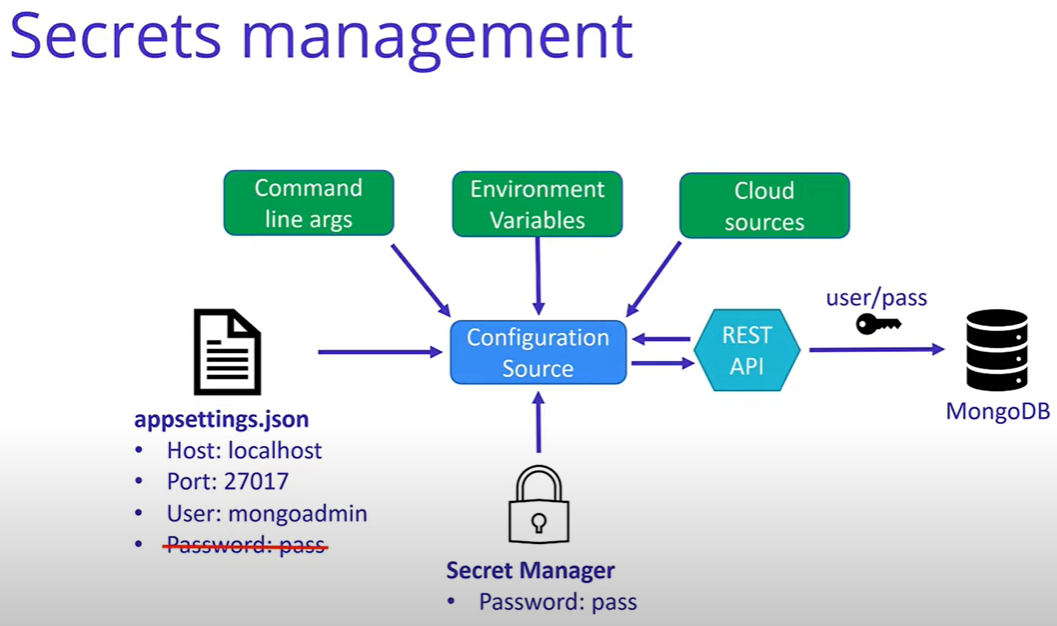 Secrets management
Command
line args
Environment
Variables
Cloud
sources
user/pass
Configuration
Source
REST
API
MongoDB
appsettings.json
• Host: localhost
• Port: 27017
• User: mongoadmin
• Password: pass
Secret Manager
• Password: pass